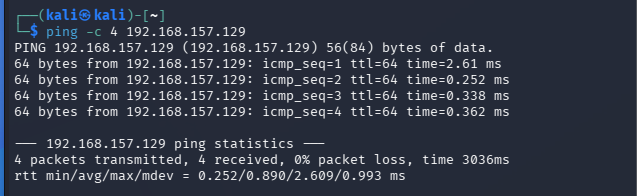 ┌──(kali㉿kali)-[~]
└─$ ping -c 4 192.168.157.129
PING 192.168.157.129 (192.168.157.129) 56(84) bytes of data.
64 bytes from 192.168.157.129: icmp_seq=1 ttl=64 time=2.61 ms
64 bytes from 192.168.157.129: icmp_seq=2 ttl=64 time=0.252 ms
64 bytes from 192.168.157.129: icmp_seq=3 ttl=64 time=0.338 ms
64 bytes from 192.168.157.129: icmp_seq=4 ttl=64 time=0.362 ms

--- 192.168.157.129 ping statistics ---
4 packets transmitted, 4 received, 0% packet loss, time 3036ms
rtt min/avg/max/mdev = 0.252/0.890/2.609/0.993 ms